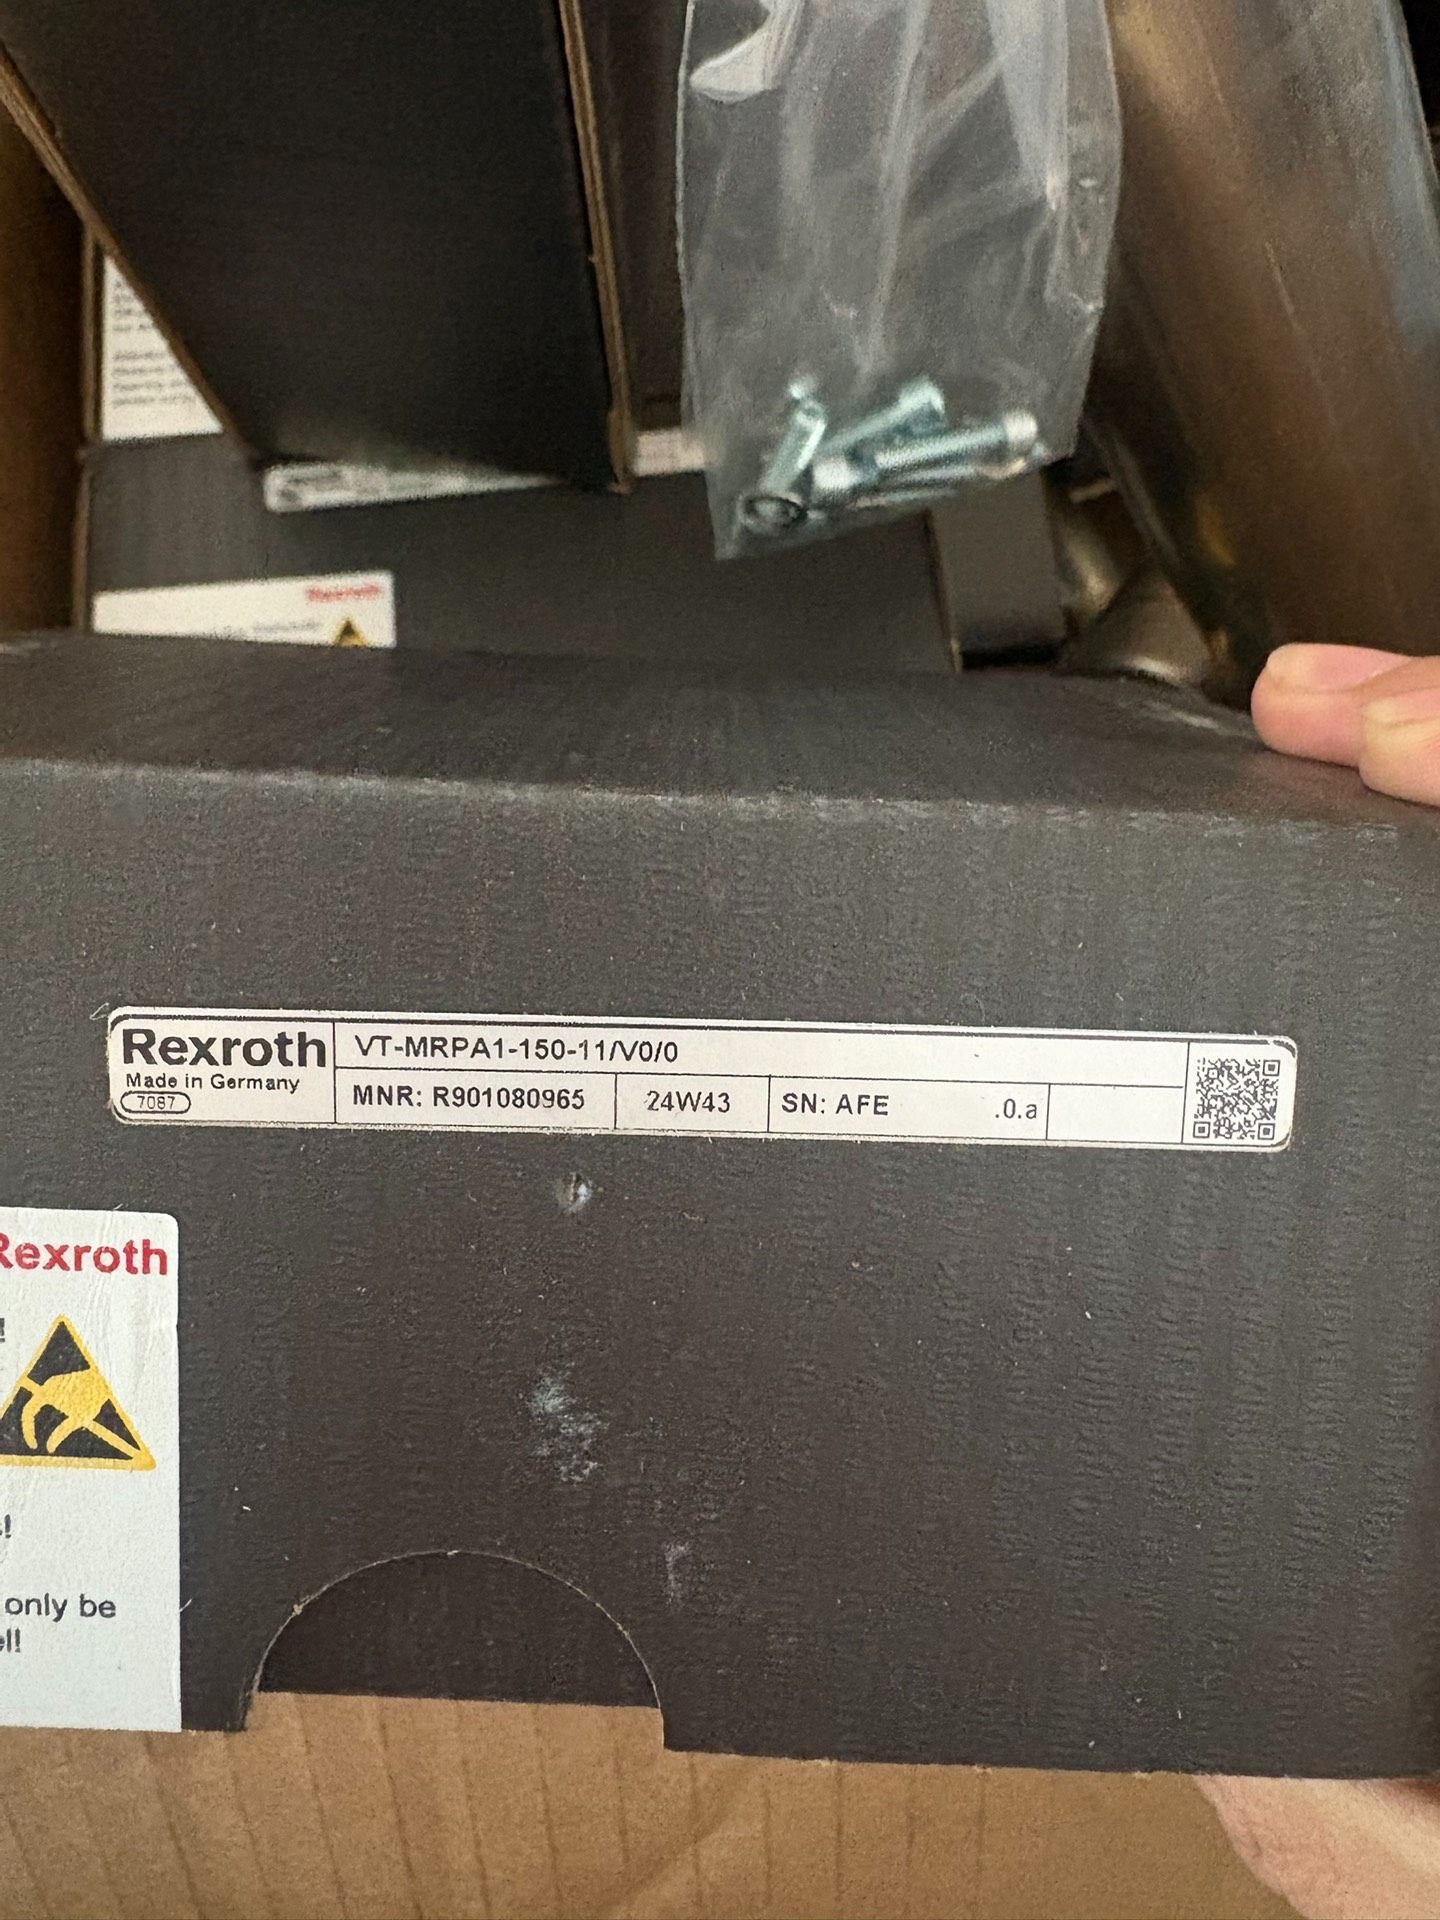 Rexroth
Rexroth
Made in Germany
7087
VT-MRPA1-150-11/V0/0
MNR: R901080965
24W43
SN: AFE .0.a
Rexroth
only be